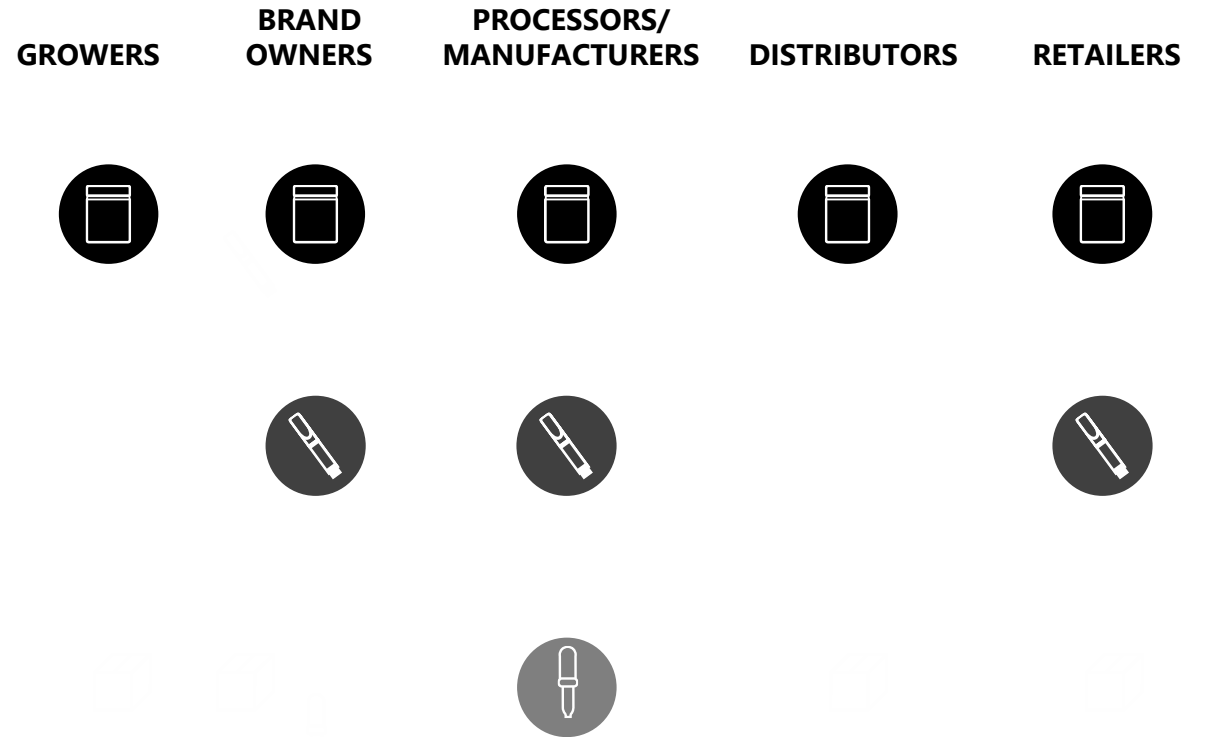 GROWERS
BRAND
OWNERS
PROCESSORS/
MANUFACTURERS
DISTRIBUTORS
RETAILERS